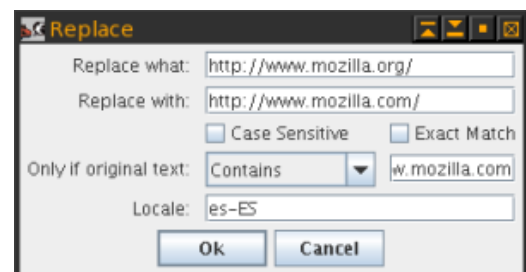 Replace
Replace what: http://www.mozilla.org/
Replace with: http://www.mozilla.com/
Case Sensitive Exact Match
Only if original text: Contains w.mozilla.com
Locale: es-ES
Ok Cancel